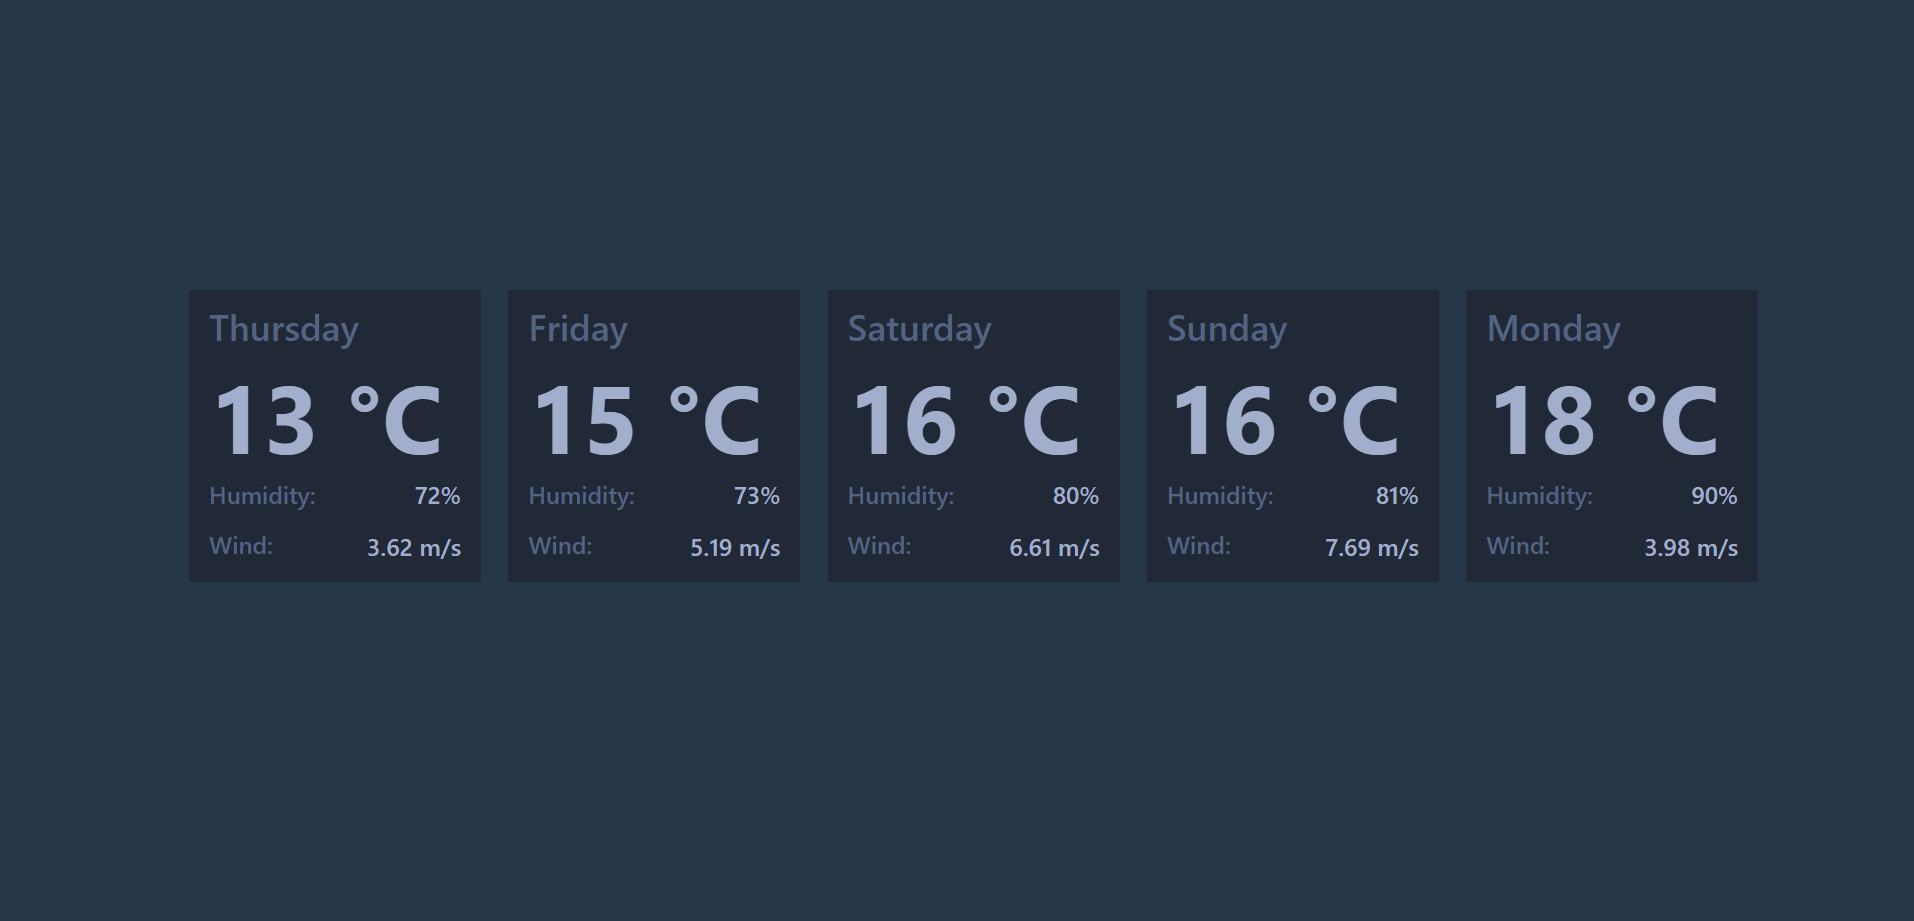 Thursday
13 °C
Humidity: 72%
Wind: 3.62 m/s
Friday
15 °C
Humidity: 73%
Wind: 5.19 m/s
Saturday
16 °C
Humidity: 80%
Wind: 6.61 m/s
Sunday
16 °C
Humidity: 81%
Wind: 7.69 m/s
Monday
18 °C
Humidity: 90%
Wind: 3.98 m/s